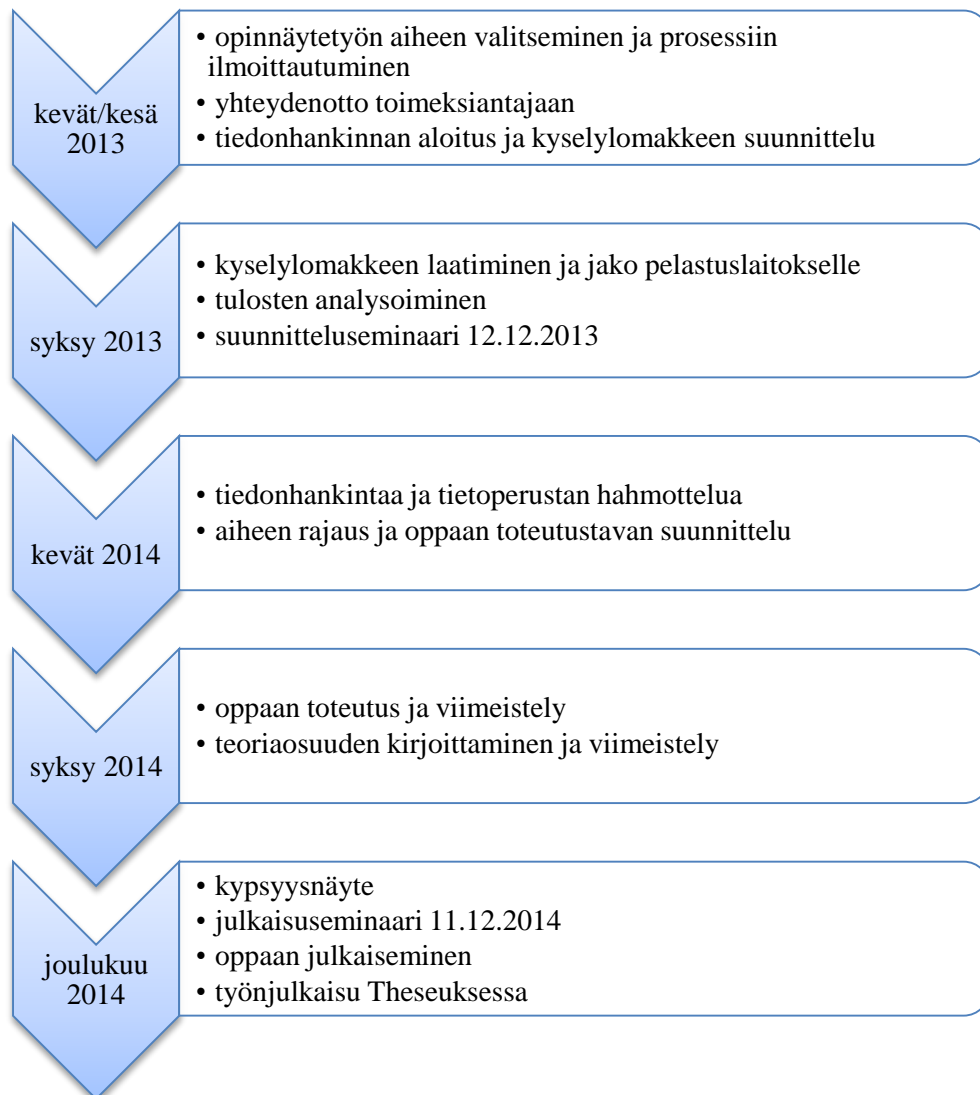 kevät/kesä
2013
• opinnäytetyön aiheen valitseminen ja prosessiin
ilmoittautuminen
• yhteydenotto toimeksiantajaan
• tiedonhankinnan aloitus ja kyselylomakkeen suunnittelu
syksy 2013
• kyselylomakkeen laatiminen ja jako pelastuslaitokselle
• tulosten analysoiminen
• suunnitteluseminaari 12.12.2013
kevät 2014
• tiedonhankintaa ja tietoperustan hahmottelua
• aiheen rajaus ja oppaan toteutustavan suunnittelu
syksy 2014
• oppaan toteutus ja viimeistely
• teoriaosuuden kirjoittaminen ja viimeistely
joulukuu
2014
• kypsyysnäyte
• julkaisuseminaari 11.12.2014
• oppaan julkaiseminen
• työnjulkaisu Theseuksessa